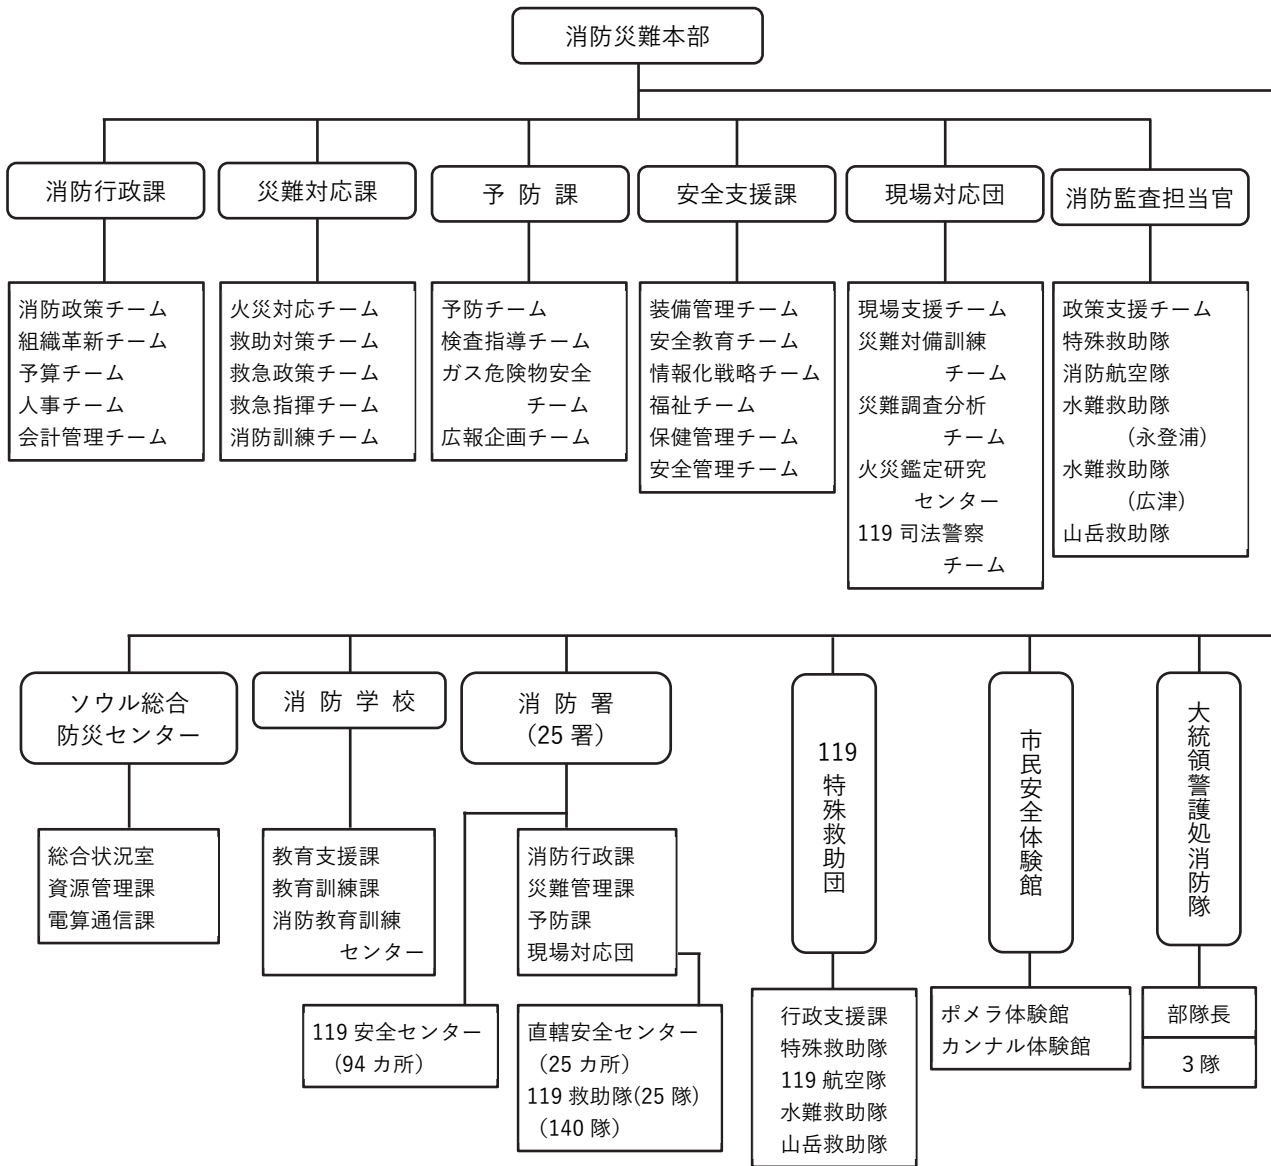 消防災難本部
消防行政課
災難対応課
予防課
安全支援課
現場対応団
消防監査担当官
消防政策チーム
組織革新チーム
予算チーム
人事チーム
会計管理チーム
火災対応チーム
救助対策チーム
救急政策チーム
救急指揮チーム
消防訓練チーム
予防チーム
検査指導チーム
ガス危険物安全
チーム
広報企画チーム
装備管理チーム
安全教育チーム
情報化戦略チーム
福祉チーム
保健管理チーム
安全管理チーム
現場支援チーム
災難対備訓練
チーム
災難調査分析
チーム
火災鑑定研究
センター
119 司法警察
チーム
政策支援チーム
特殊救助隊
消防航空隊
水難救助隊
(永登浦)
水難救助隊
(広津)
山岳救助隊
ソウル総合
防災センター
消防学校
消防署
(25 署)
119
特殊救助団
市民安全体験館
大統領警護処消防隊
総合状況室
資源管理課
電算通信課
教育支援課
教育訓練課
消防教育訓練
センター
消防行政課
災難管理課
予防課
現場対応団
119 安全センター
(94 カ所)
直轄安全センター
(25 カ所)
119 救助隊(25 隊)
(140 隊)
行政支援課
特殊救助隊
119 航空隊
水難救助隊
山岳救助隊
ポメラ体験館
カンナル体験館
部隊長
3 隊